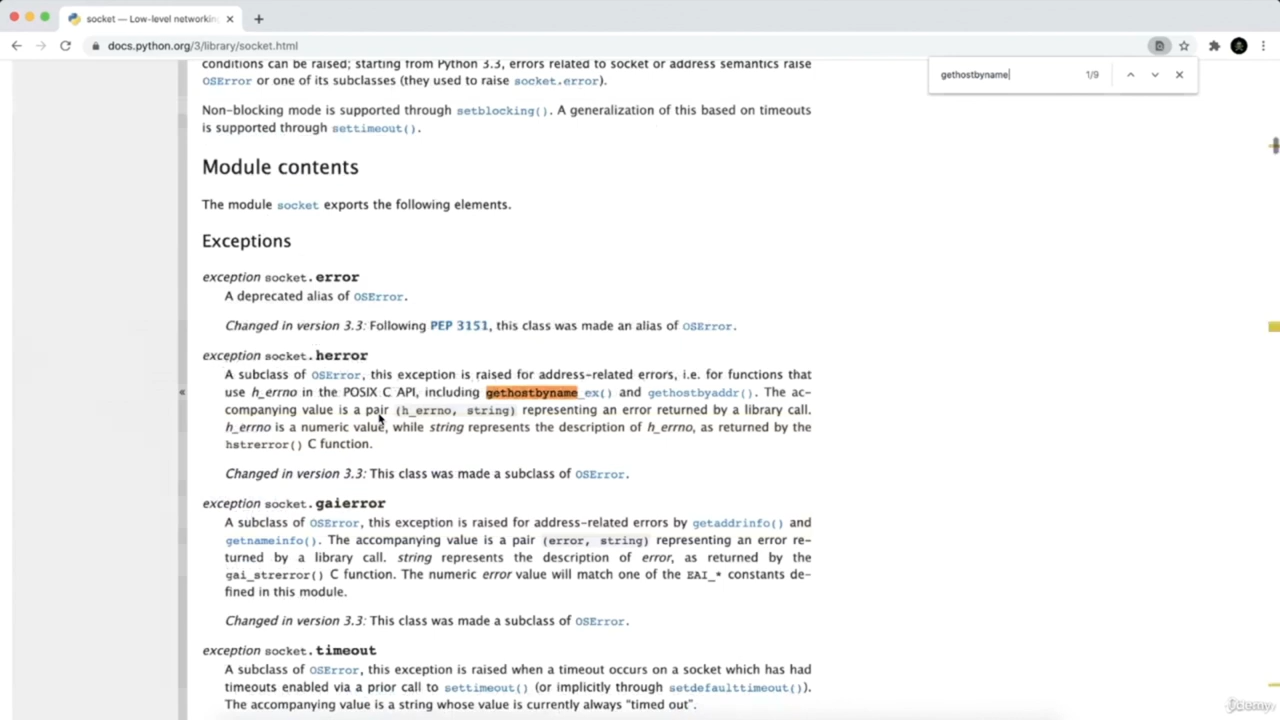 socket — Low-level networking
docs.python.org/3/library/socket.html
gethostbyname
1/9
conditions can be raised; starting from Python 3.3, errors related to socket or address semantics raise
OSError or one of its subclasses (they used to raise socket.error).
Non-blocking mode is supported through setblocking(). A generalization of this based on timeouts
is supported through settimeout().
Module contents
The module socket exports the following elements.
Exceptions
exception socket.error
A deprecated alias of OSError.
Changed in version 3.3: Following PEP 3151, this class was made an alias of OSError.
exception socket.herror
A subclass of OSError, this exception is raised for address-related errors, i.e. for functions that
use h_errno in the POSIX C API, including gethostbyname_ex() and gethostbyaddr(). The ac-
companying value is a pair (h_errno, string) representing an error returned by a library call.
h_errno is a numeric value, while string represents the description of h_errno, as returned by the
hstrerror() C function.
Changed in version 3.3: This class was made a subclass of OSError.
exception socket.gaierror
A subclass of OSError, this exception is raised for address-related errors by getaddrinfo() and
getnameinfo(). The accompanying value is a pair (error, string) representing an error re-
turned by a library call. string represents the description of error, as returned by the
gai_strerror() C function. The numeric error value will match one of the EAI_* constants de-
fined in this module.
Changed in version 3.3: This class was made a subclass of OSError.
exception socket.timeout
A subclass of OSError, this exception is raised when a timeout occurs on a socket which has had
timeouts enabled via a prior call to settimeout() (or implicitly through setdefaulttimeout()).
The accompanying value is a string whose value is currently always "timed out".
«
Udemy